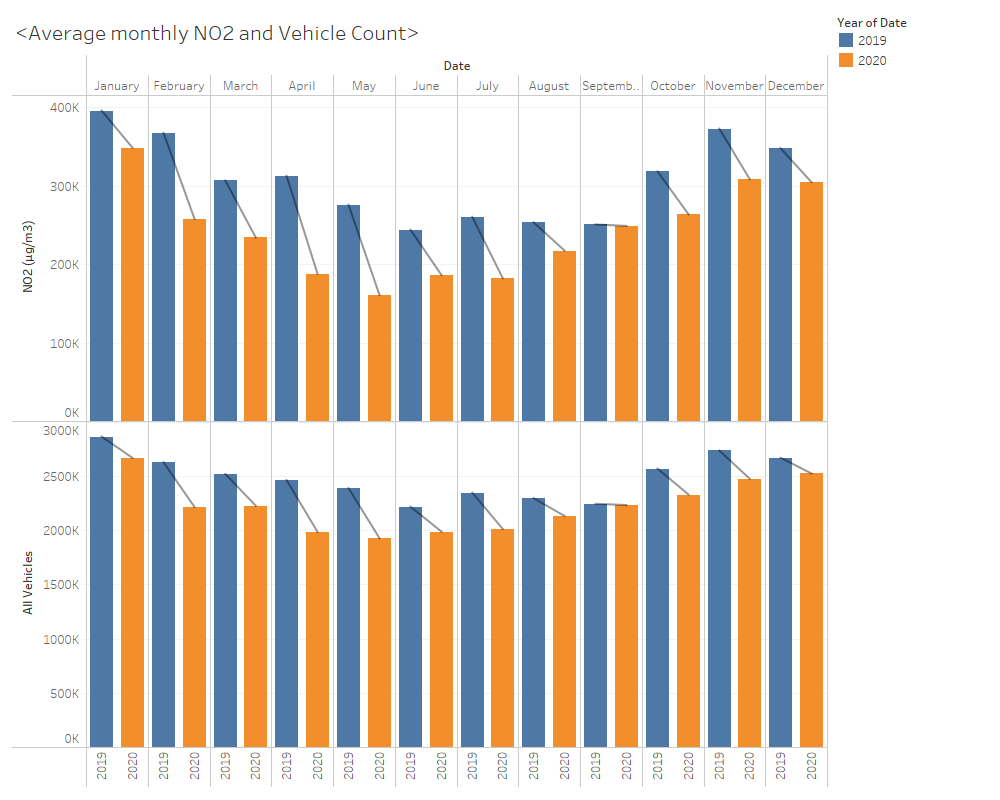 <Average monthly NO2 and Vehicle Count>
Year of Date
2019
2020
Date
January February March April May June July August Septemb.. October November December
400K
300K
200K
100K
0K
NO2 (µg/m3)
3000K
2500K
2000K
1500K
1000K
500K
0K
All Vehicles
2019 2020 2019 2020 2019 2020 2019 2020 2019 2020 2019 2020 2019 2020 2019 2020 2019 2020 2019 2020 2019 2020 2019 2020